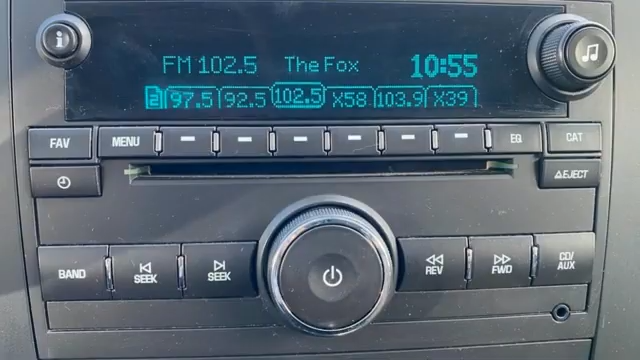 FM 102.5 The Fox 10:55
2 97.5 92.5 102.5 X58 103.9 X39
FAV MENU EQ CAT
EJECT
BAND SEEK SEEK REV FWD CD/AUX